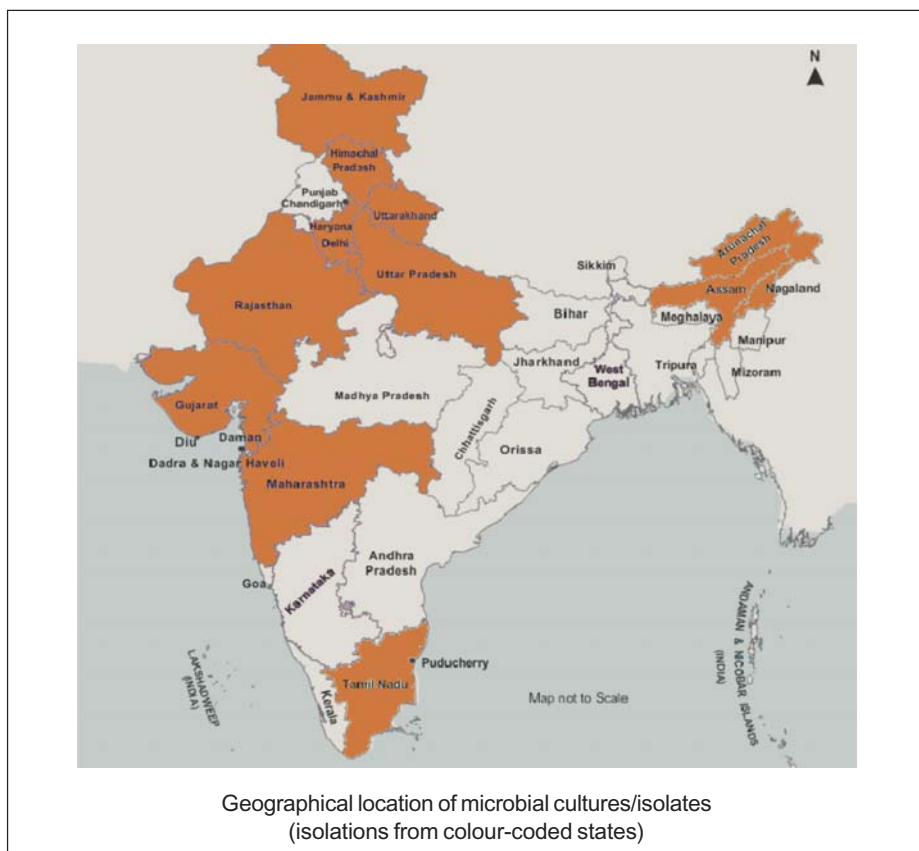 N
Jammu & Kashmir
Himachal
Pradesh
Punjab
Chandigarh
Uttarakhand
Haryana
Delhi
Arunachal
Pradesh
Sikkim
Uttar Pradesh
Assam
Nagaland
Rajasthan
Bihar
Meghalaya
Manipur
Jharkhand
West
Bengal
Tripura
Mizoram
Madhya Pradesh
Gujarat
Chhattisgarh
Diu
Daman
Orissa
Dadra & Nagar Haveli
Maharashtra
Andhra
Pradesh
Goa
Karnataka
ANDAMAN & NICOBAR ISLANDS
(INDIA)
LAKSHADWEEP
(INDIA)
Puducherry
Tamil Nadu
Kerala
Map not to Scale
Geographical location of microbial cultures/isolates
(isolations from colour-coded states)